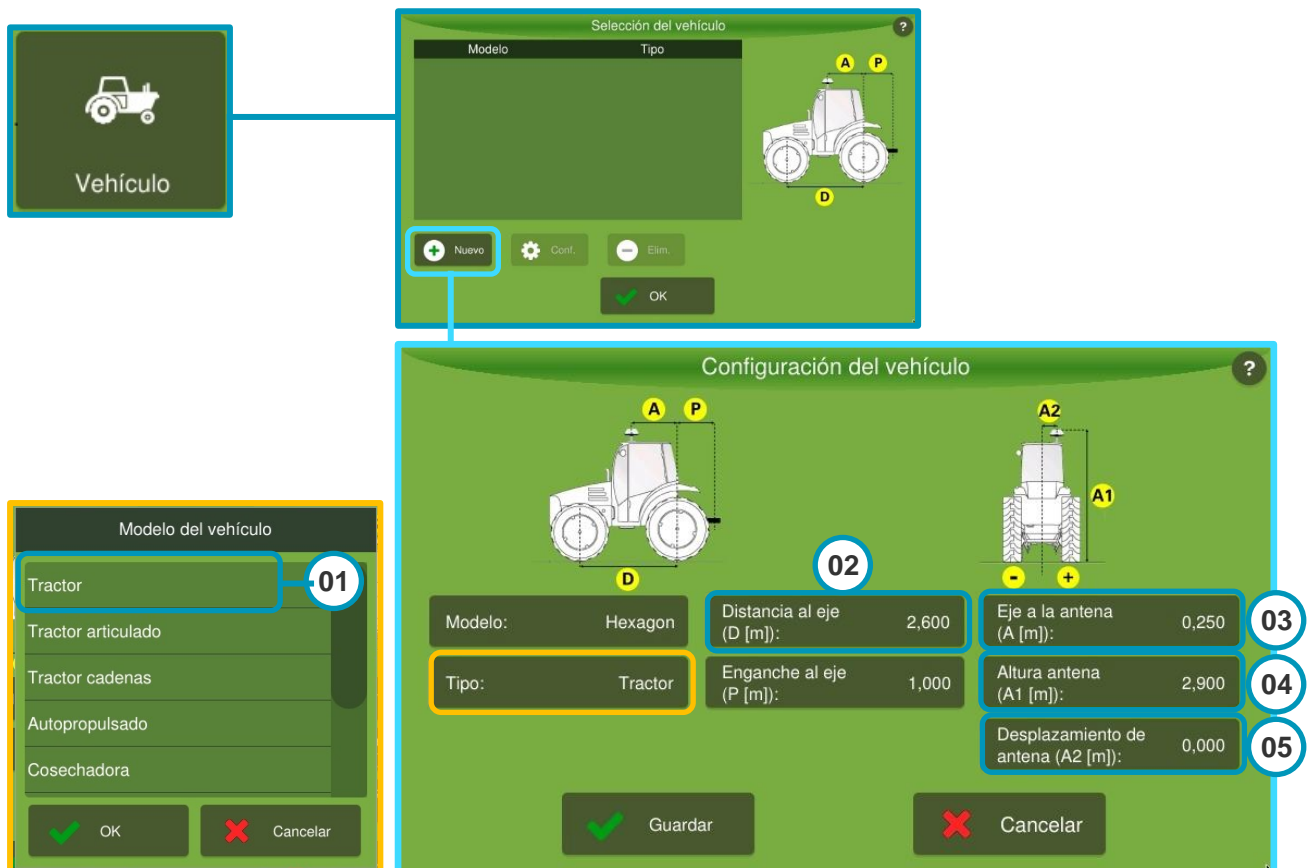 Vehículo
Selección del vehículo
?
Modelo Tipo
A P
D
Nuevo Conf. Elim.
OK
Configuración del vehículo
?
A P
D
A2
A1
- +
02
Modelo: Hexagon
Distancia al eje
(D [m]): 2,600
Eje a la antena
(A [m]): 0,250
03
Tipo: Tractor
Enganche al eje
(P [m]): 1,000
Altura antena
(A1 [m]): 2,900
04
Desplazamiento de
antena (A2 [m]): 0,000
05
Guardar Cancelar
Modelo del vehículo
Tractor
01
Tractor articulado
Tractor cadenas
Autopropulsado
Cosechadora
OK Cancelar